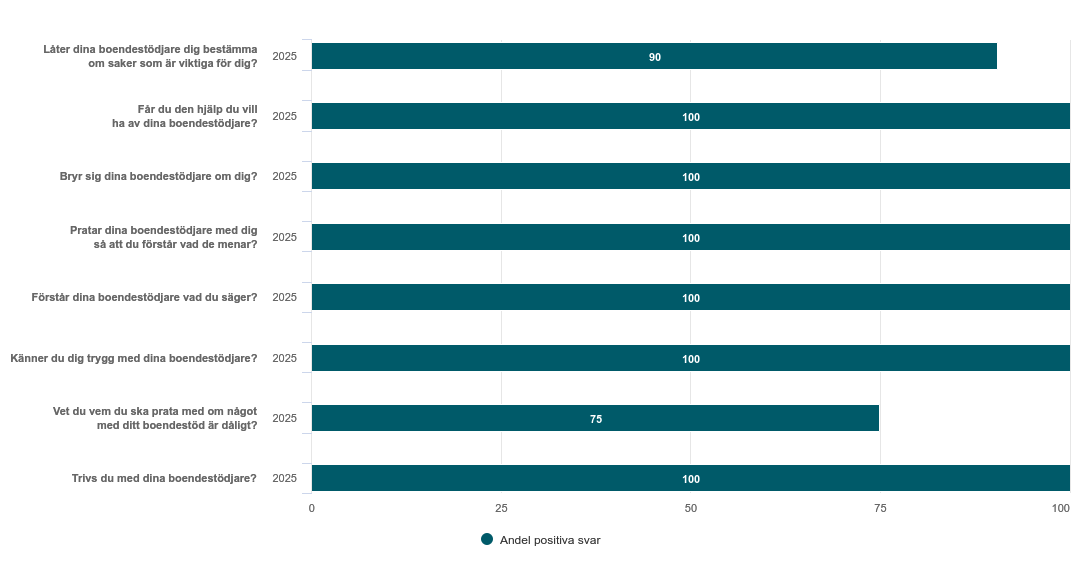 Låter dina boendestödjare dig bestämma
om saker som är viktiga för dig?
2025
90
Får du den hjälp du vill
ha av dina boendestödjare?
2025
100
Bryr sig dina boendestödjare om dig?
2025
100
Pratar dina boendestödjare med dig
så att du förstår vad de menar?
2025
100
Förstår dina boendestödjare vad du säger?
2025
100
Känner du dig trygg med dina boendestödjare?
2025
100
Vet du vem du ska prata med om något
med ditt boendestöd är dåligt?
2025
75
Trivs du med dina boendestödjare?
2025
100
0 25 50 75 100
Andel positiva svar